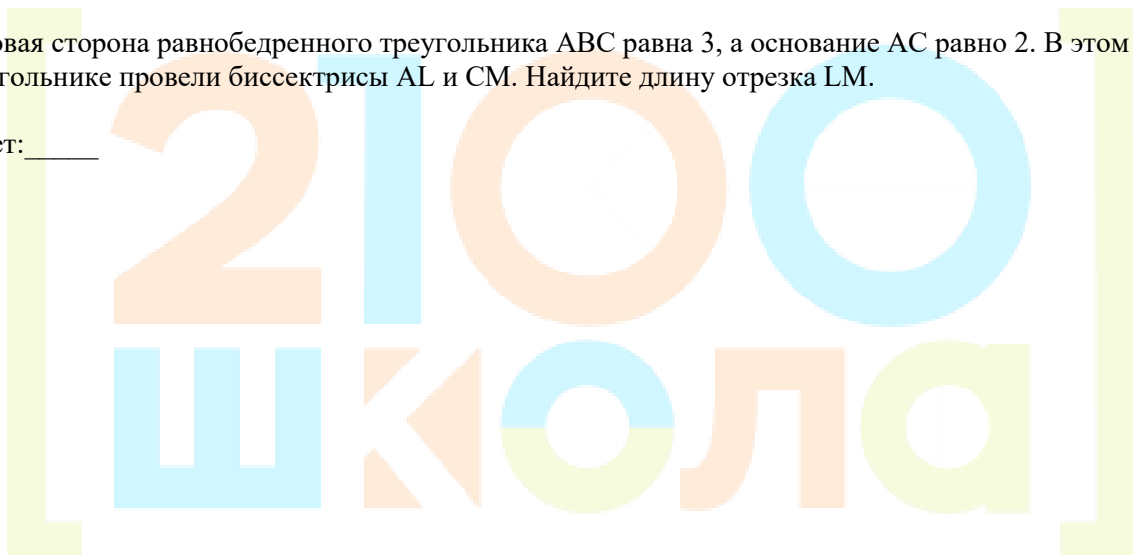 овая сторона равнобедренного треугольника ABC равна 3, а основание AC равно 2. В этом
гольнике провели биссектрисы AL и CM. Найдите длину отрезка LM.
ет:_____
2100
школа